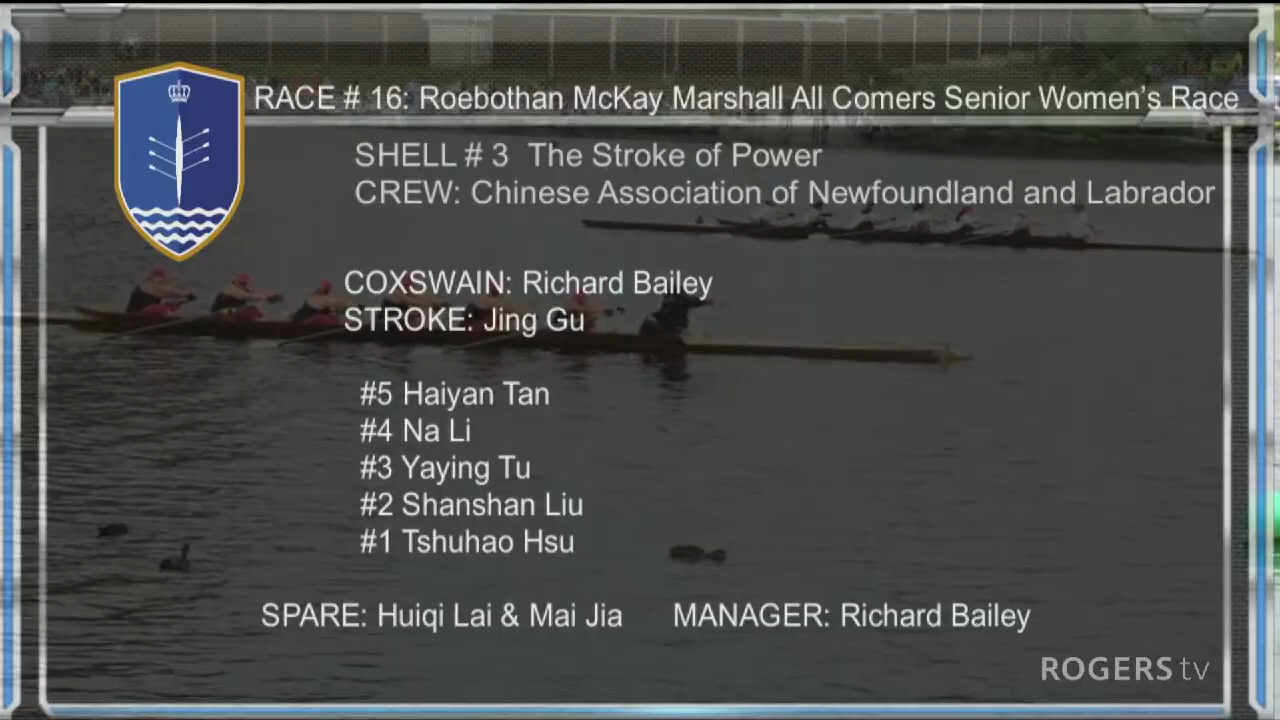 RACE # 16: Roebothan McKay Marshall All Comers Senior Women's Race
SHELL # 3 The Stroke of Power
CREW: Chinese Association of Newfoundland and Labrador
COXSWAIN: Richard Bailey
STROKE: Jing Gu
#5 Haiyan Tan
#4 Na Li
#3 Yaying Tu
#2 Shanshan Liu
#1 Tshuhao Hsu
SPARE: Huiqi Lai & Mai Jia MANAGER: Richard Bailey
ROGERS tv